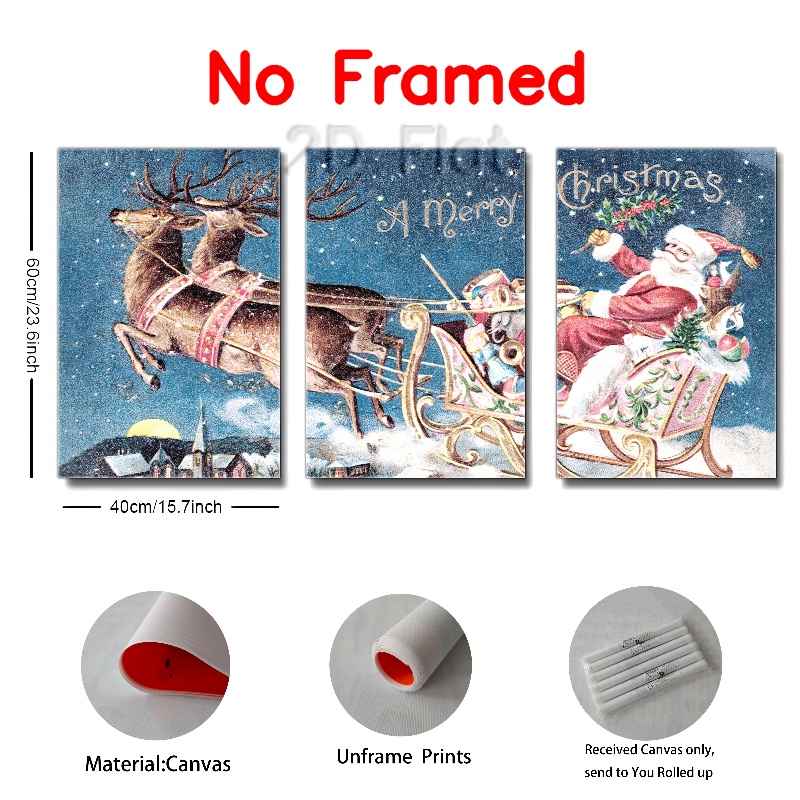 No Framed
2D Flat
A Merry
Christmas
60cm/23.6inch
40cm/15.7inch
Material:Canvas
Unframe Prints
Received Canvas only,
send to You Rolled up